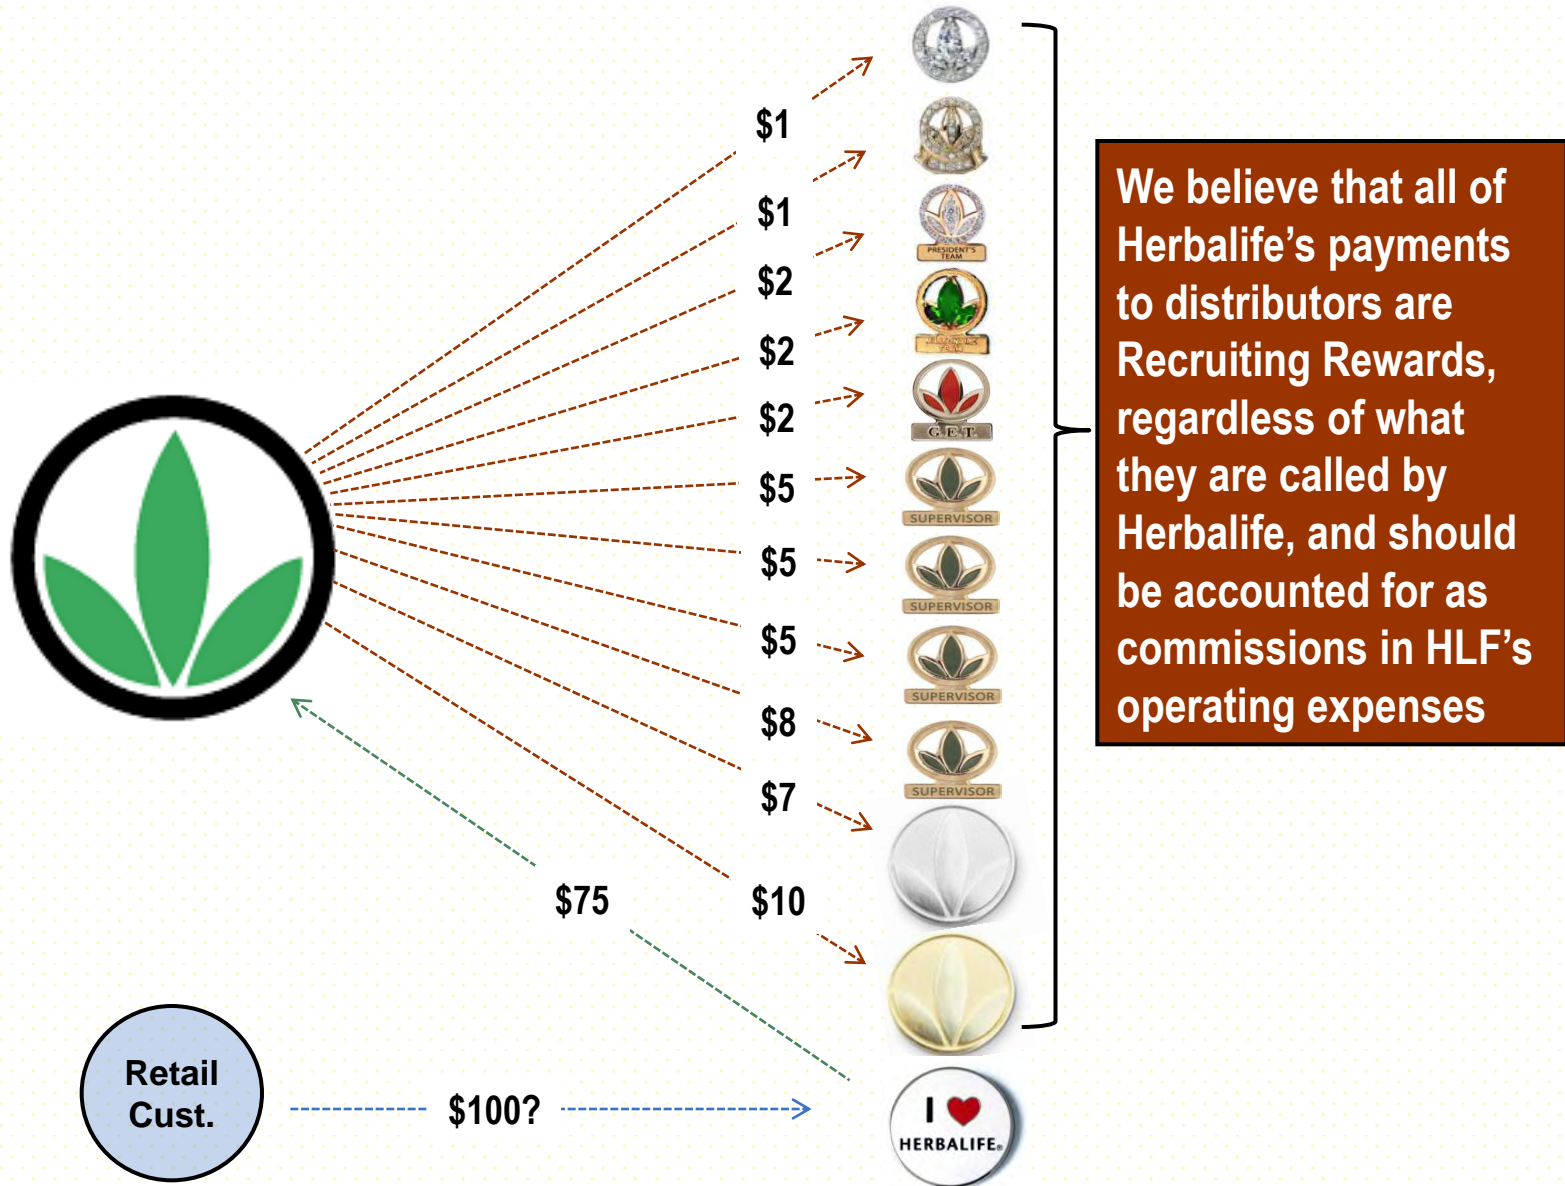 $1
$1
$2
PRESIDENT'S
TEAM
$2
$2
G.E.T.
$5
SUPERVISOR
$5
SUPERVISOR
$5
SUPERVISOR
$8
SUPERVISOR
$7
$10
$75
We believe that all of
Herbalife’s payments
to distributors are
Recruiting Rewards,
regardless of what
they are called by
Herbalife, and should
be accounted for as
commissions in HLF’s
operating expenses
Retail
Cust.
$100?
I
HERBALIFE®